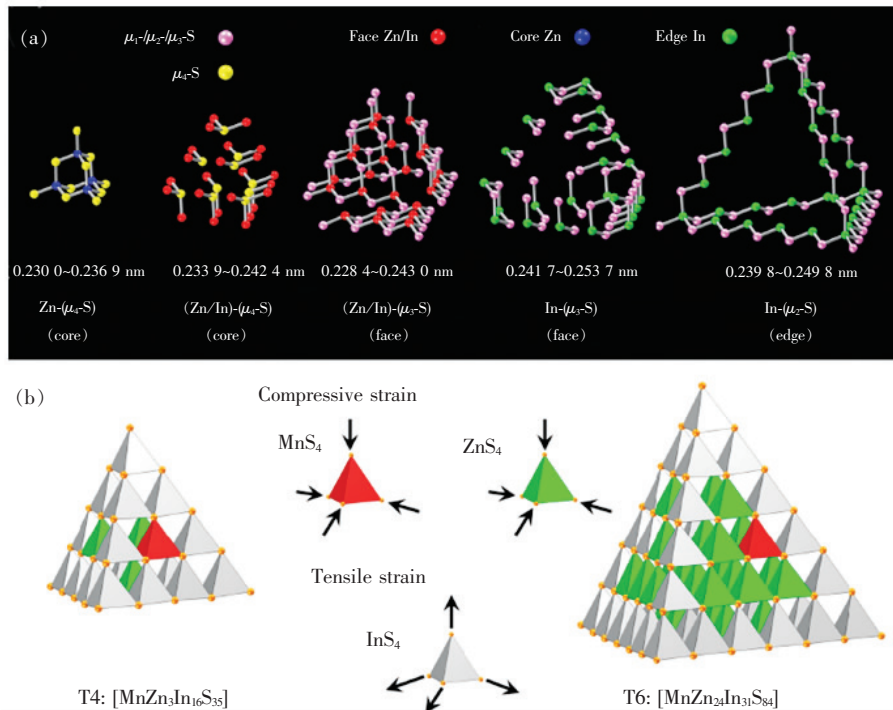 (a)
μ₁-/μ₂-/μ₃-S
Face Zn/In
Core Zn
Edge In
μ₄-S
0.230 0~0.236 9 nm
0.233 9~0.242 4 nm
0.228 4~0.243 0 nm
0.241 7~0.253 7 nm
0.239 8~0.249 8 nm
Zn-(μ₄-S)
(Zn/In)-(μ₄-S)
(Zn/In)-(μ₃-S)
In-(μ₃-S)
In-(μ₂-S)
(core)
(core)
(face)
(face)
(edge)
(b)
Compressive strain
MnS₄
ZnS₄
Tensile strain
InS₄
T4: [MnZn₃In₁₆S₃₅]
T6: [MnZn₂₄In₃₁S₈₄]